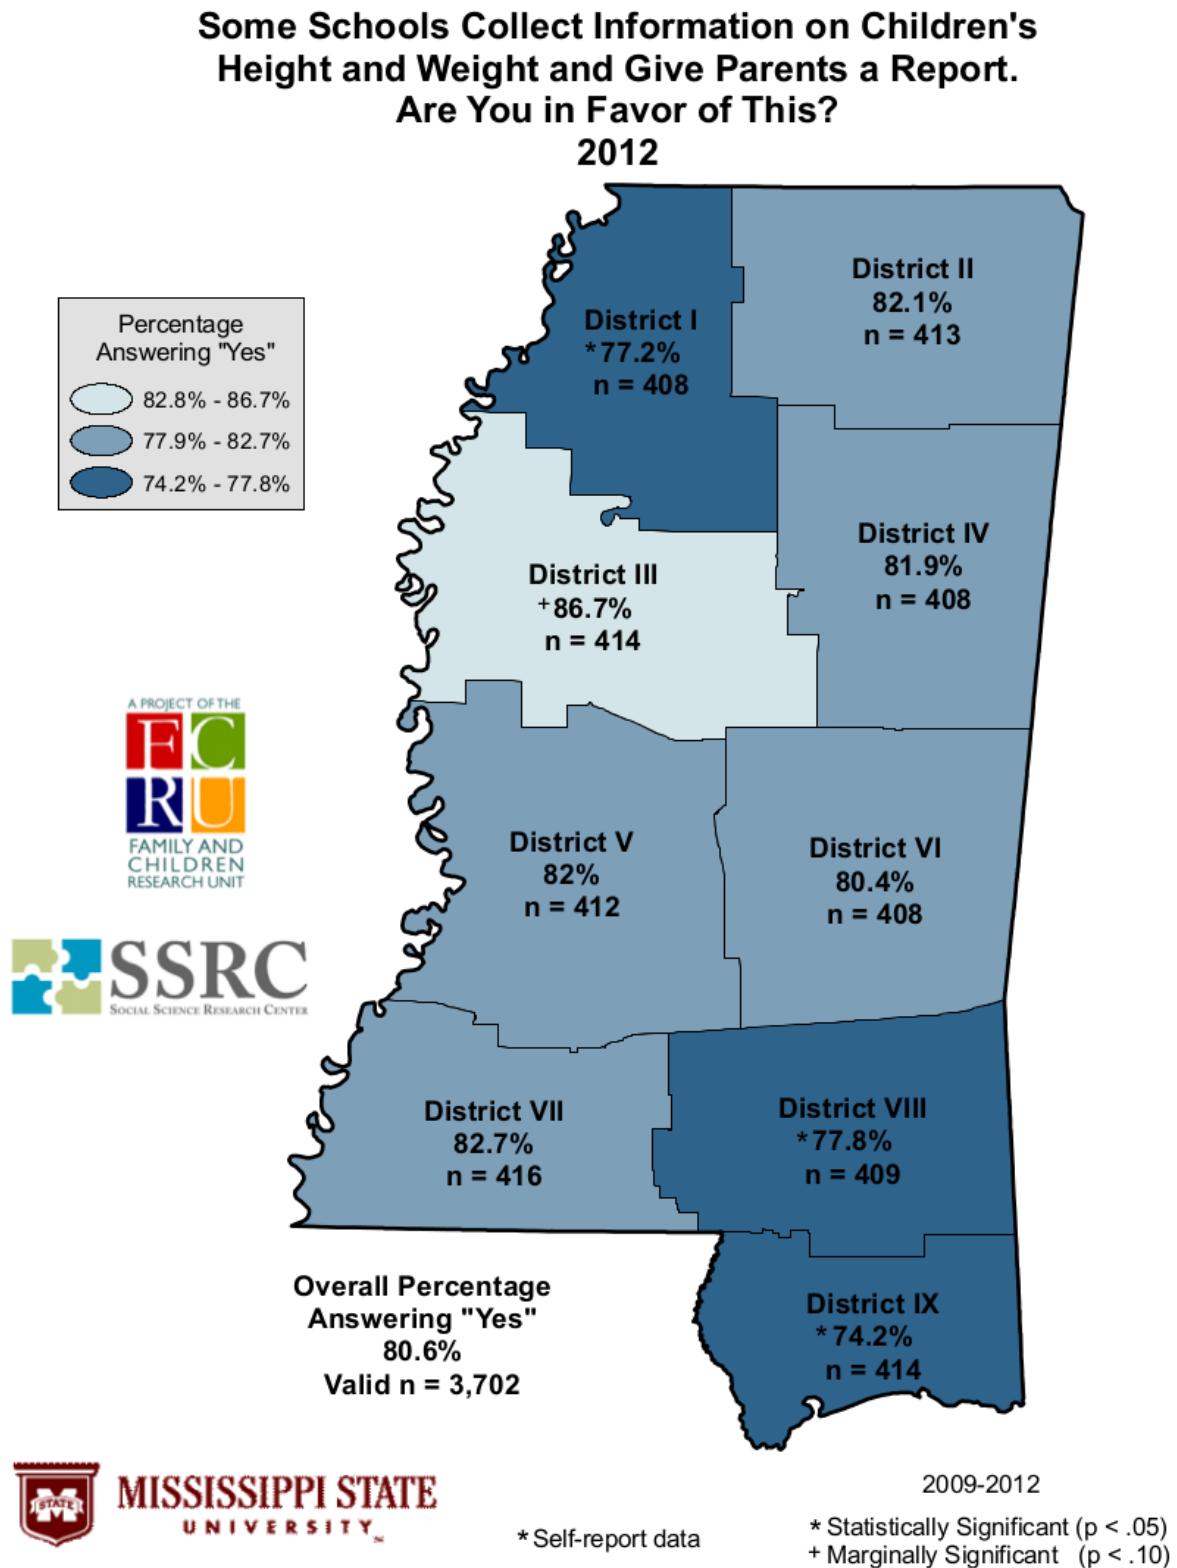 Some Schools Collect Information on Children's
Height and Weight and Give Parents a Report.
Are You in Favor of This?
2012
District II
82.1%
n = 413
District I
*77.2%
n = 408
Percentage
Answering "Yes"
82.8% - 86.7%
77.9% - 82.7%
74.2% - 77.8%
District IV
81.9%
n = 408
District III
+86.7%
n = 414
A PROJECT OF THE
FC
RU
FAMILY AND
CHILDREN
RESEARCH UNIT
District V
82%
n = 412
District VI
80.4%
n = 408
SSRC
SOCIAL SCIENCE RESEARCH CENTER
District VII
82.7%
n = 416
District VIII
*77.8%
n = 409
Overall Percentage
Answering "Yes"
80.6%
Valid n = 3,702
District IX
*74.2%
n = 414
M
STATE
MISSISSIPPI STATE
UNIVERSITY
* Self-report data
2009-2012
* Statistically Significant (p < .05)
+ Marginally Significant (p < .10)